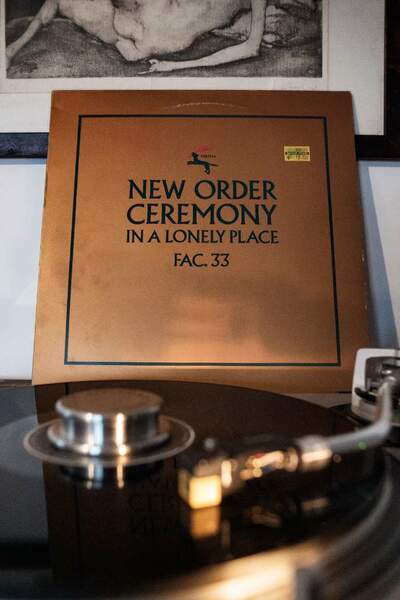 NEW ORDER
CEREMONY
IN A LONELY PLACE
FAC. 33